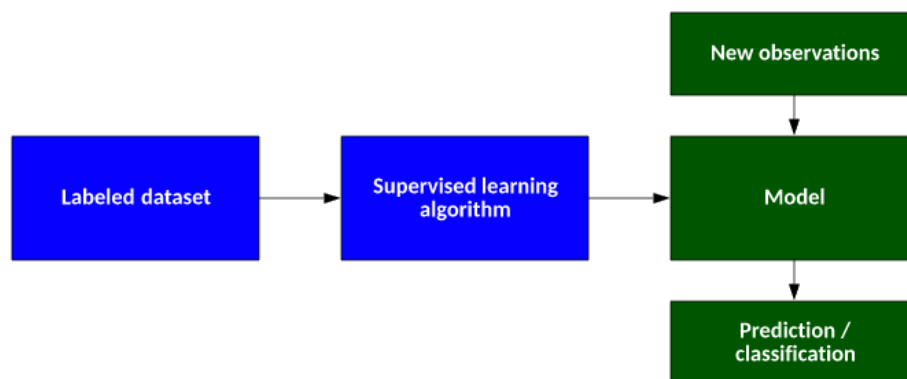 New observations
Labeled dataset
Supervised learning
algorithm
Model
Prediction /
classification